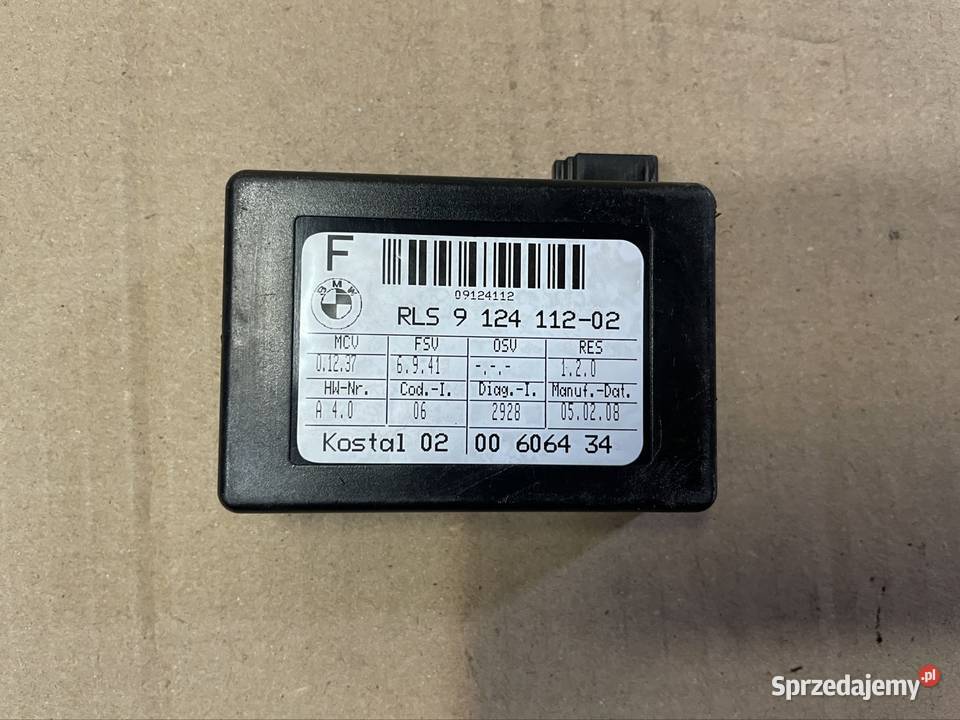 F
09124112
BMW
RLS 9 124 112-02
MCV FSV OSV RES
0.12.37 6.9.41 -.-.- 1.2.0
HW-Nr. Cod.-I. Diag.-I. Manuf.-Dat.
A 4.0 06 2928 05.02.08
Kostal 02 00 6064 34
Sprzedajemy.pl